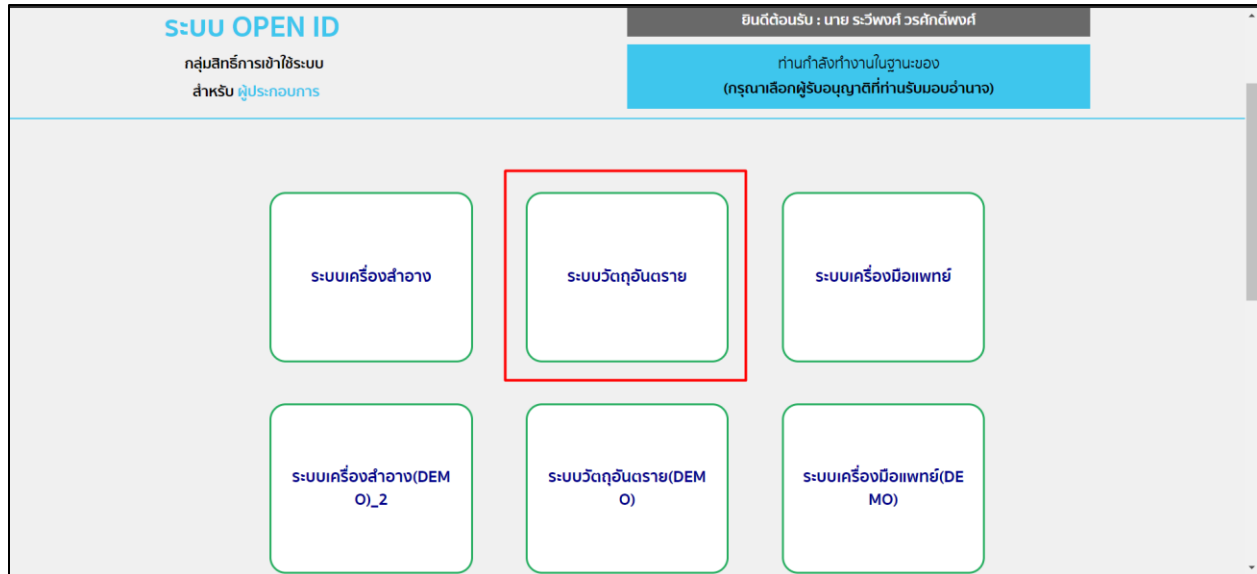 ระบบ OPEN ID
กลุ่มสิทธิ์การเข้าใช้ระบบ
สำหรับ ผู้ประกอบการ
ยินดีต้อนรับ : นาย ระวีพงศ์ วรศักดิ์พงศ์
ท่านกำลังทำงานในฐานะของ
(กรุณาเลือกผู้รับอนุญาติที่ท่านรับมอบอำนาจ)
ระบบเครื่องสำอาง
ระบบวัตถุอันตราย
ระบบเครื่องมือแพทย์
ระบบเครื่องสำอาง(DEM
O)_2
ระบบวัตถุอันตราย(DEM
O)
ระบบเครื่องมือแพทย์(DE
MO)